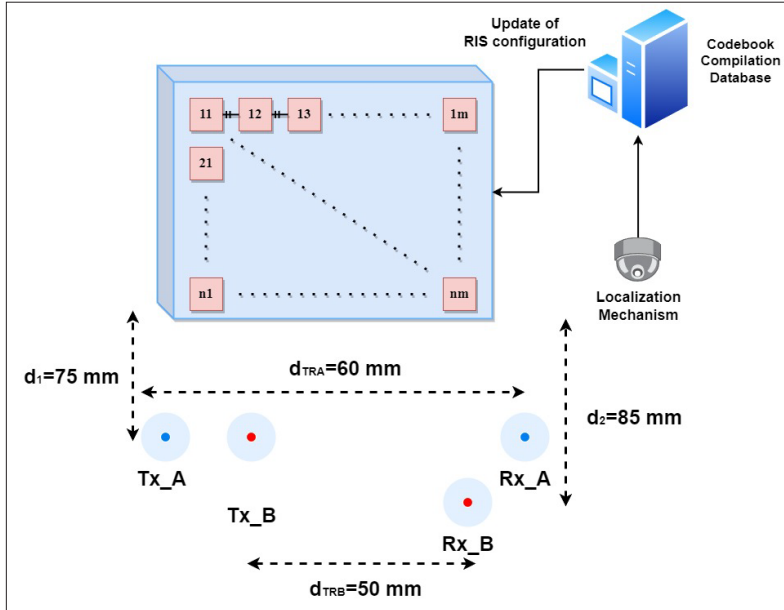 Update of
RIS configuration
Codebook
Compilation
Database
11
12
13
1m
21
n1
nm
Localization
Mechanism
d1=75 mm
dTRA=60 mm
d2=85 mm
Tx_A
Tx_B
Rx_A
Rx_B
dTRB=50 mm